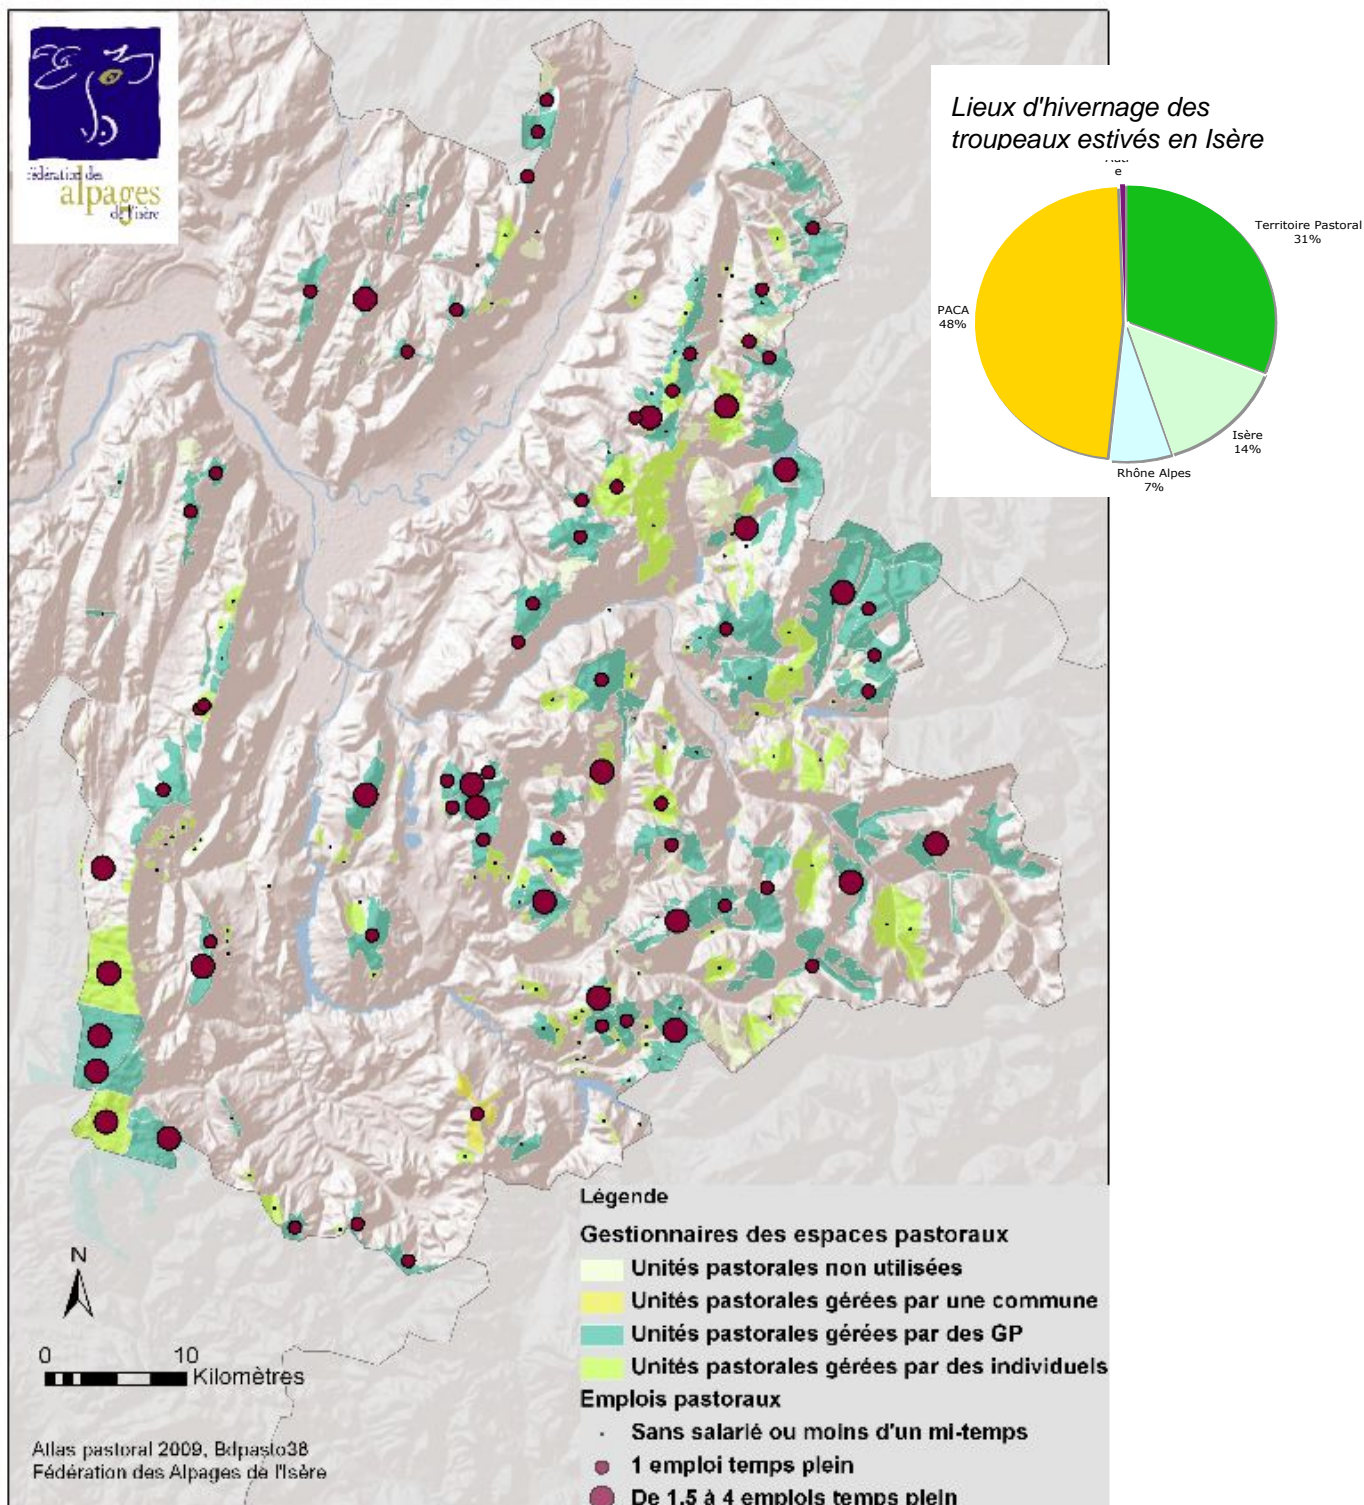 fédération des
alpages
de l'isère
Lieux d'hivernage des
troupeaux estivés en Isère
e
Territoire Pastoral
31%
PACA
48%
Isère
14%
Rhône Alpes
7%
Légende
Gestionnaires des espaces pastoraux
Unités pastorales non utilisées
Unités pastorales gérées par une commune
Unités pastorales gérées par des GP
Unités pastorales gérées par des individuels
Emplois pastoraux
Sans salarié ou moins d'un mi-temps
1 emploi temps plein
De 1,5 à 4 emplois temps plein
N
0 10
Kilomètres
Atlas pastoral 2009, Bdpasto38
Fédération des Alpages de l'Isère